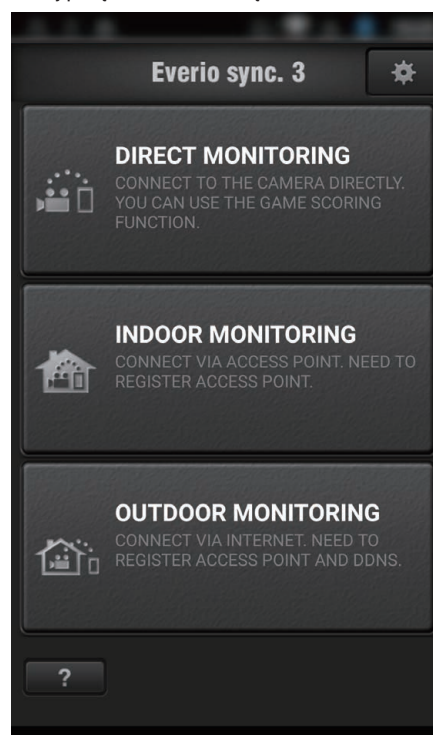 Everio sync. 3
DIRECT MONITORING
CONNECT TO THE CAMERA DIRECTLY.
YOU CAN USE THE GAME SCORING
FUNCTION.
INDOOR MONITORING
CONNECT VIA ACCESS POINT. NEED TO
REGISTER ACCESS POINT.
OUTDOOR MONITORING
CONNECT VIA INTERNET. NEED TO
REGISTER ACCESS POINT AND DDNS.
?